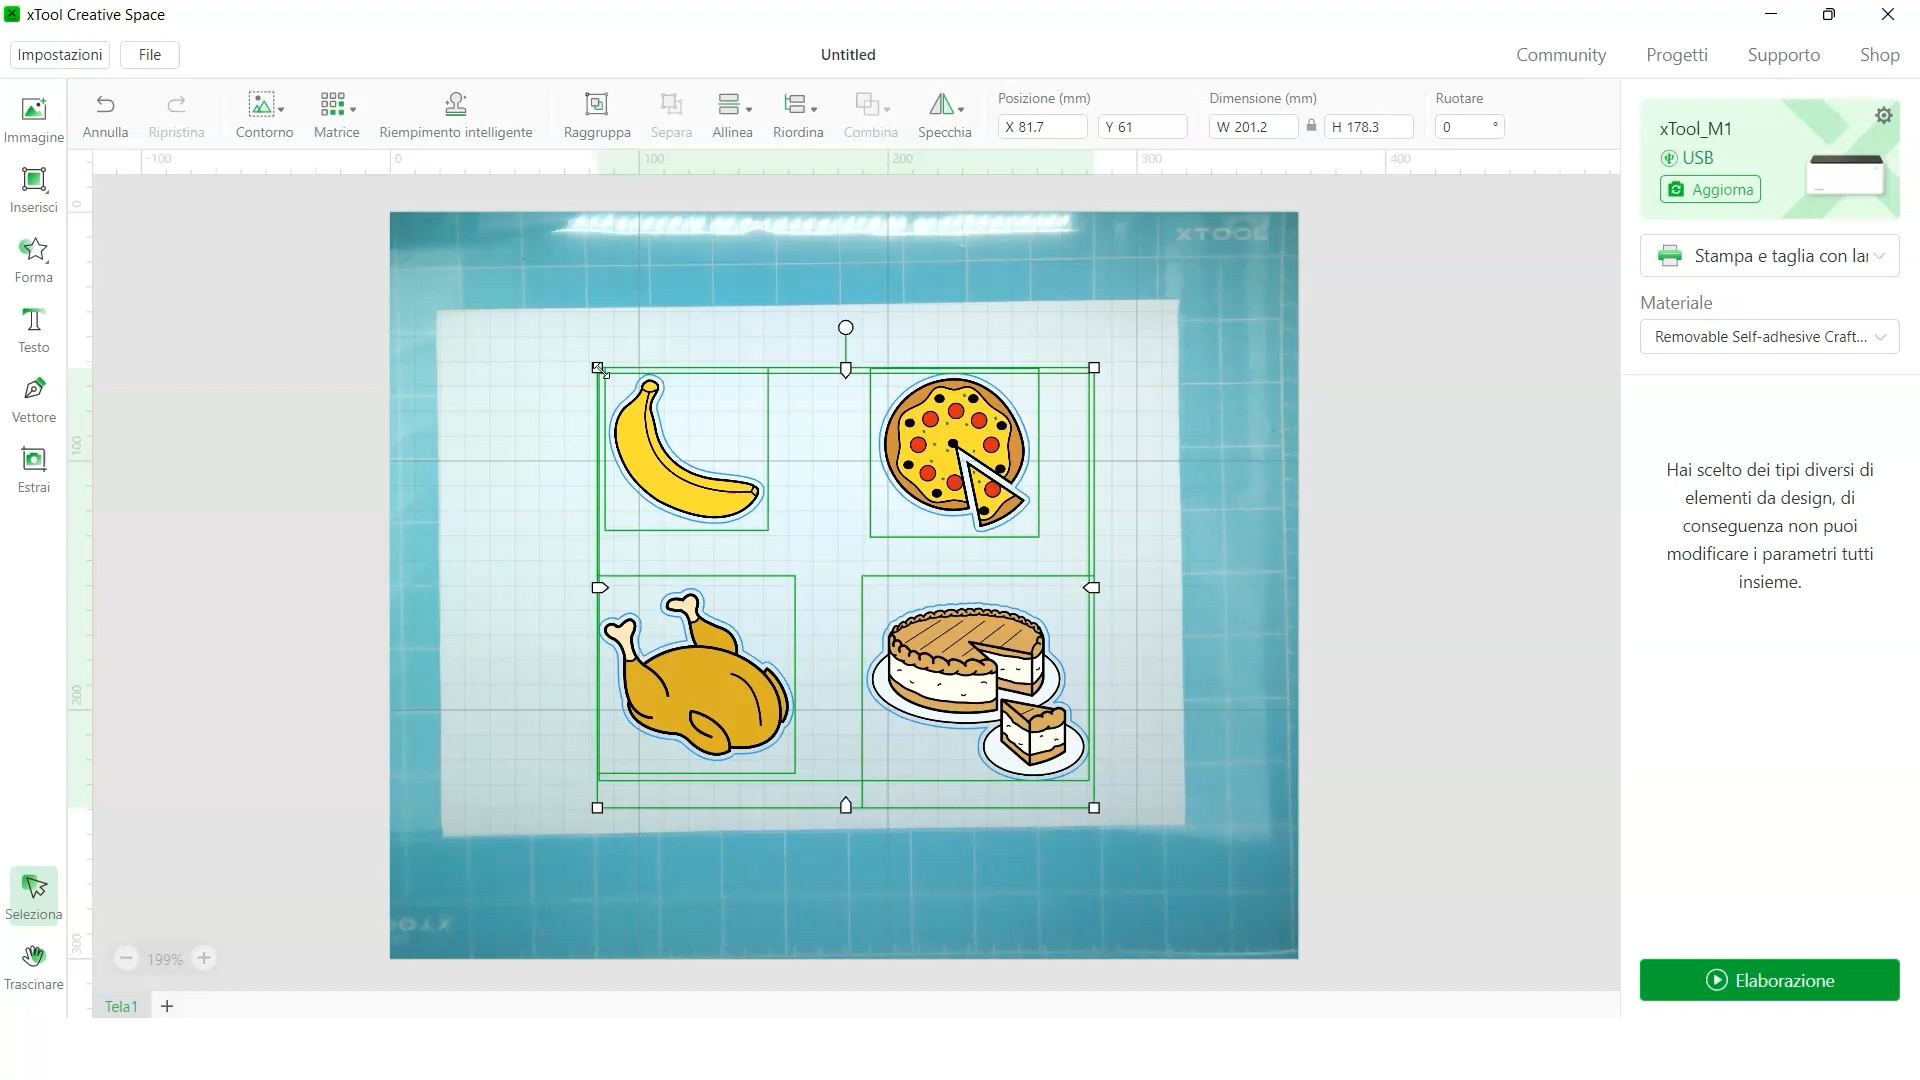 xTool Creative Space
Impostazioni
File
Untitled
Community
Progetti
Supporto
Shop
Immagine
Inserisci
Forma
Testo
Vettore
Estrai
Seleziona
Trascinare
Annulla
Ripristina
Contorno
Matrice
Riempimento intelligente
Raggruppa
Separa
Allinea
Riordina
Combina
Specchia
Posizione (mm)
X 81.7
Y 61
Dimensione (mm)
W 201.2
H 178.3
Ruotare
0 °
-100
0
100
200
300
400
0
100
200
300
XTOOL
199%
Tela1
xTool_M1
USB
Aggiorna
Stampa e taglia con la
Materiale
Removable Self-adhesive Craft...
Hai scelto dei tipi diversi di
elementi da design, di
conseguenza non puoi
modificare i parametri tutti
insieme.
Elaborazione